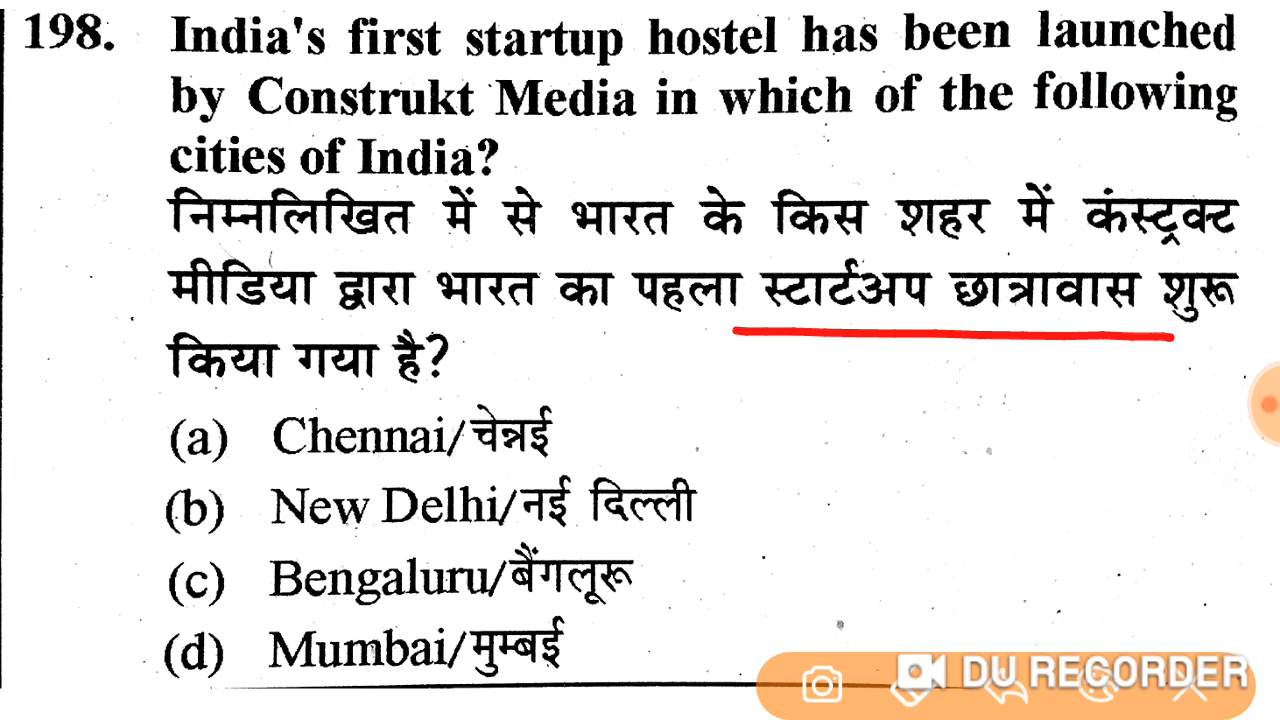 198. India's first startup hostel has been launched
by Construkt Media in which of the following
cities of India?
निम्नलिखित में से भारत के किस शहर में कंस्ट्रक्ट
मीडिया द्वारा भारत का पहला स्टार्टअप छात्रावास शुरू
किया गया है?
(a) Chennai/चेन्नई
(b) New Delhi/नई दिल्ली
(c) Bengaluru/बैंगलूरू
(d) Mumbai/मुम्बई
DU RECORDER